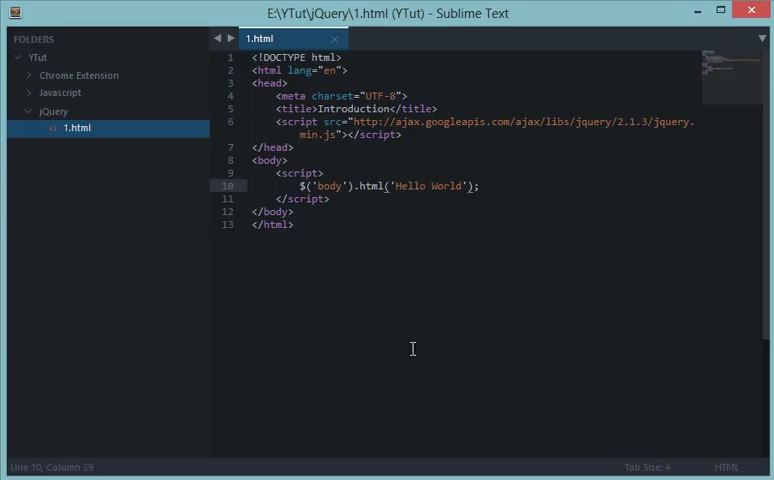 E:\YTut\jQuery\1.html (YTut) - Sublime Text
FOLDERS
YTut
Chrome Extension
Javascript
jQuery
<> 1.html
1.html
1 <!DOCTYPE html>
2 <html lang="en">
3 <head>
4 <meta charset="UTF-8">
5 <title>Introduction</title>
6 <script src="http://ajax.googleapis.com/ajax/libs/jquery/2.1.3/jquery.
min.js"></script>
7 </head>
8 <body>
9 <script>
10 $('body').html('Hello World');
11 </script>
12 </body>
13 </html>
Line 10, Column 29
Tab Size: 4
HTML